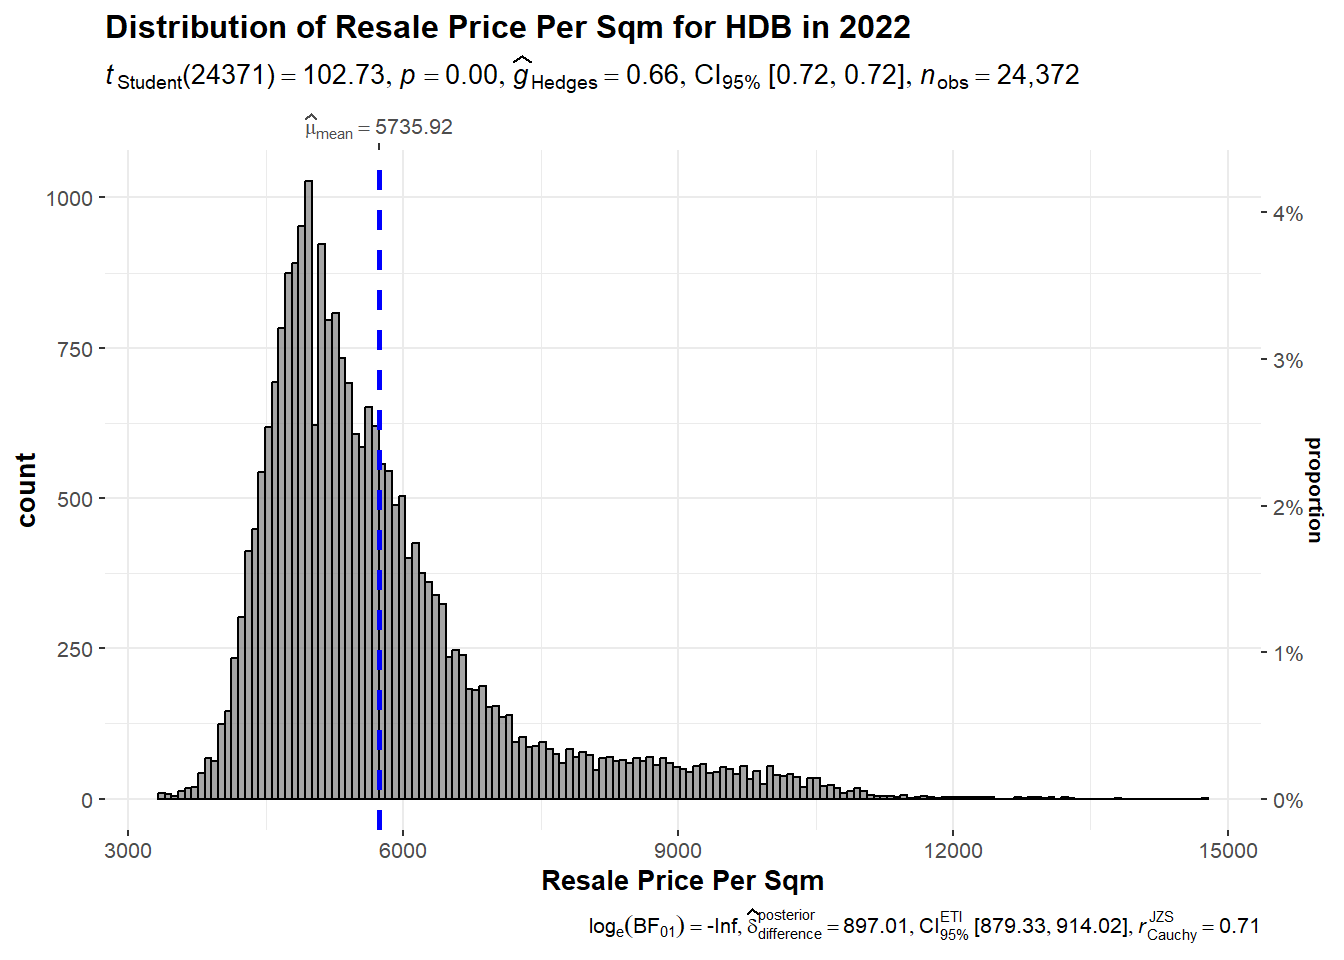 Distribution of Resale Price Per Sqm for HDB in 2022
t Student(24371) = 102.73, p = 0.00, ĝ Hedges = 0.66, CI95% [0.72, 0.72], n obs = 24,372
μ̂ mean = 5735.92
1000
750
500
250
0
count
4%
3%
2%
1%
0%
proportion
3000 6000 9000 12000 15000
Resale Price Per Sqm
log e(BF01) = -Inf, δ̂ posterior difference = 897.01, CI ETI 95% [879.33, 914.02], r JZS Cauchy = 0.71